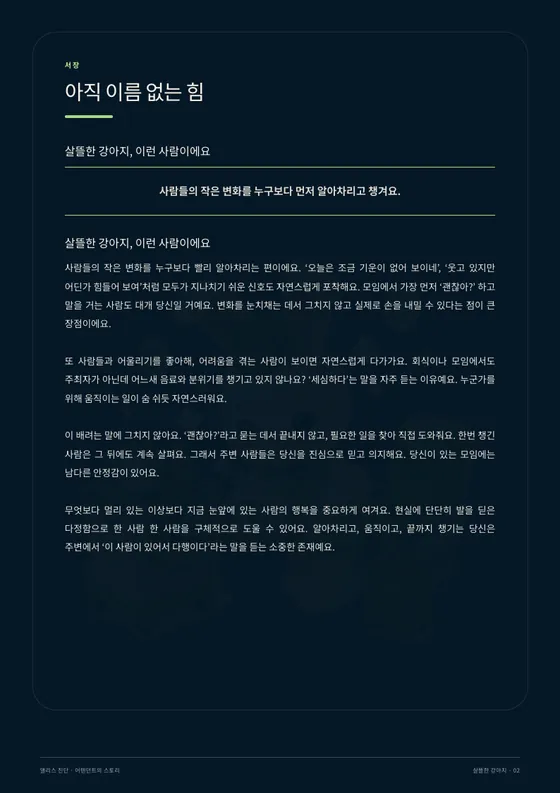 서장
아직 이름 없는 힘
살뜰한 강아지, 이런 사람이에요
사람들의 작은 변화를 누구보다 먼저 알아차리고 챙겨요.
살뜰한 강아지, 이런 사람이에요
사람들의 작은 변화를 누구보다 빨리 알아차리는 편이에요. ‘오늘은 조금 기운이 없어 보이네’, ‘웃고 있지만
어딘가 힘들어 보여’처럼 모두가 지나치기 쉬운 신호도 자연스럽게 포착해요. 모임에서 가장 먼저 ‘괜찮아?’ 하고
말을 거는 사람도 대개 당신일 거예요. 변화를 눈치채는 데서 그치지 않고 실제로 손을 내밀 수 있다는 점이 큰
장점이에요.
또 사람들과 어울리기를 좋아해, 어려움을 겪는 사람이 보이면 자연스럽게 다가가요. 회식이나 모임에서도
주최자가 아닌데 어느새 음료와 분위기를 챙기고 있지 않나요? ‘세심하다’는 말을 자주 듣는 이유예요. 누군가를
위해 움직이는 일이 숨 쉬듯 자연스러워요.
이 배려는 말에 그치지 않아요. ‘괜찮아?’라고 묻는 데서 끝내지 않고, 필요한 일을 찾아 직접 도와줘요. 한번 챙긴
사람은 그 뒤에도 계속 살펴요. 그래서 주변 사람들은 당신을 진심으로 믿고 의지해요. 당신이 있는 모임에는
남다른 안정감이 있어요.
무엇보다 멀리 있는 이상보다 지금 눈앞에 있는 사람의 행복을 중요하게 여겨요. 현실에 단단히 발을 딛은
다정함으로 한 사람 한 사람을 구체적으로 도울 수 있어요. 알아차리고, 움직이고, 끝까지 챙기는 당신은
주변에서 ‘이 사람이 있어서 다행이다’라는 말을 듣는 소중한 존재예요.
앨리스 진단 · 어텐던트의 스토리
살뜰한 강아지 · 02